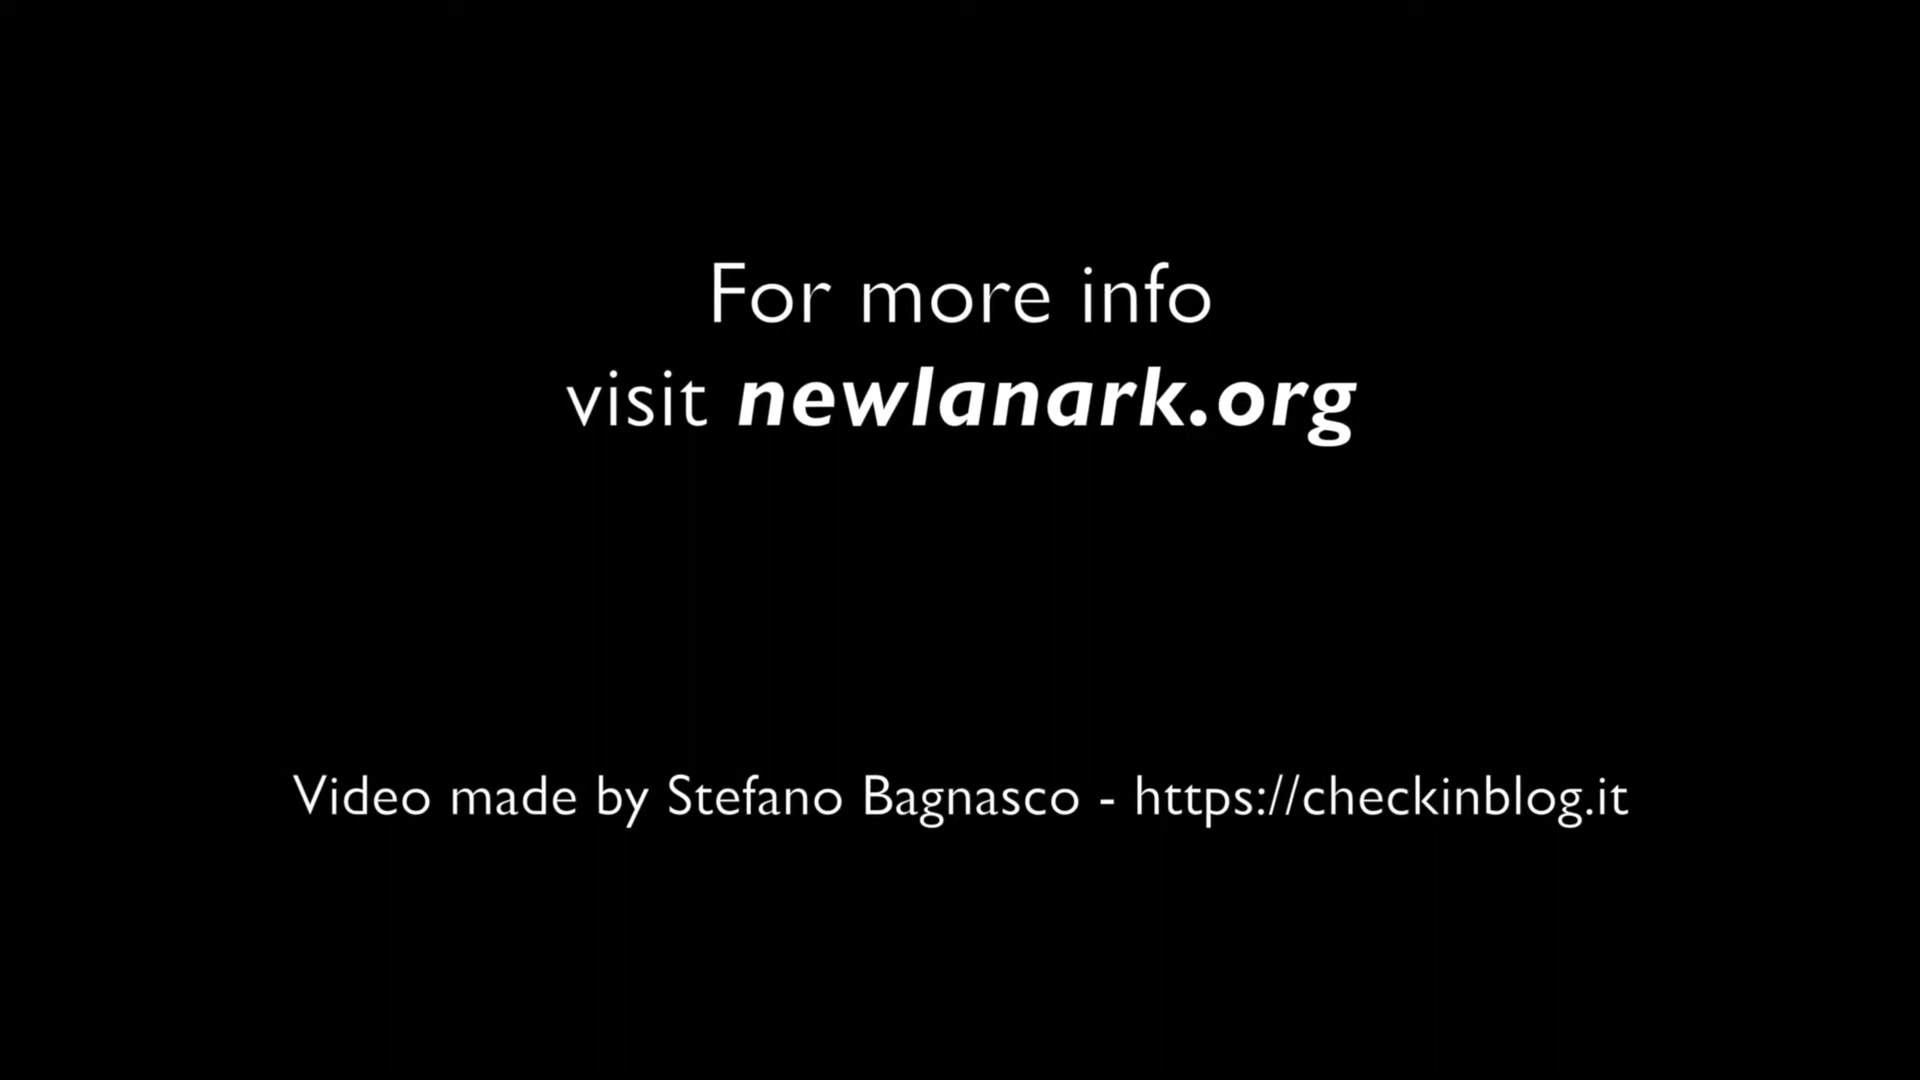 For more info
visit newlanark.org
Video made by Stefano Bagnasco - https://checkinblog.it